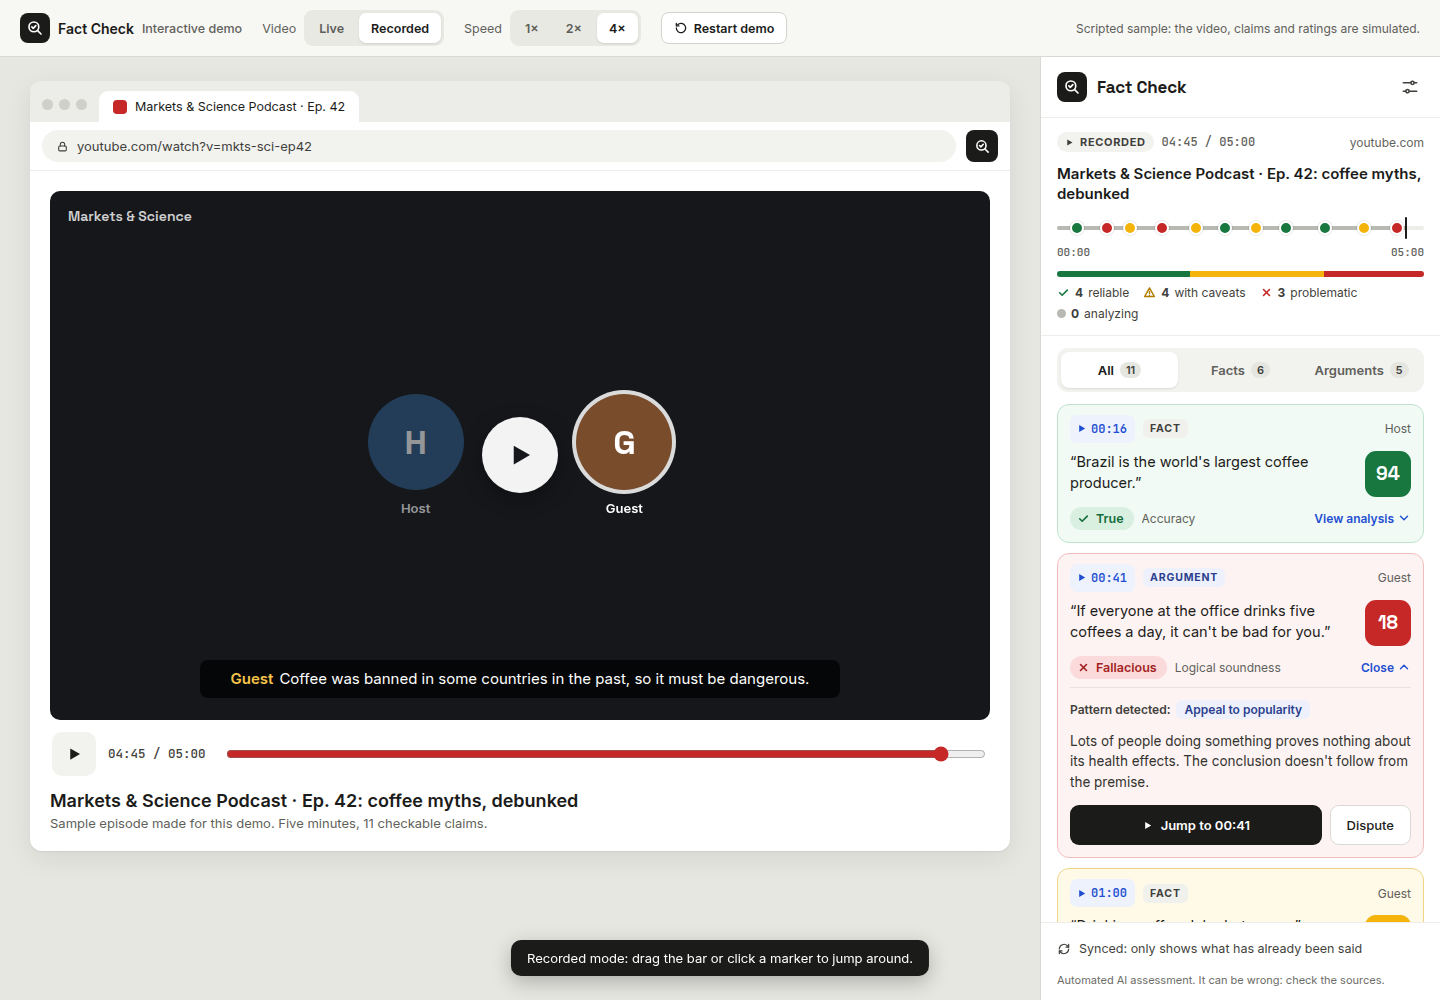 Fact Check Interactive demo Video Live Recorded Speed 1× 2× 4× Restart demo Scripted sample: the video, claims and ratings are simulated.
Markets & Science Podcast · Ep. 42
youtube.com/watch?v=mkts-sci-ep42
Markets & Science
H
G
Host
Guest
Guest Coffee was banned in some countries in the past, so it must be dangerous.
04:45 / 05:00
Markets & Science Podcast · Ep. 42: coffee myths, debunked
Sample episode made for this demo. Five minutes, 11 checkable claims.
Recorded mode: drag the bar or click a marker to jump around.
Fact Check
RECORDED 04:45 / 05:00 youtube.com
Markets & Science Podcast · Ep. 42: coffee myths,
debunked
00:00 05:00
4 reliable 4 with caveats 3 problematic
0 analyzing
All 11 Facts 6 Arguments 5
00:16 FACT Host
“Brazil is the world's largest coffee
producer.”
94
True Accuracy View analysis
00:41 ARGUMENT Guest
“If everyone at the office drinks five
coffees a day, it can't be bad for you.”
18
Fallacious Logical soundness Close
Pattern detected: Appeal to popularity
Lots of people doing something proves nothing about
its health effects. The conclusion doesn't follow from
the premise.
Jump to 00:41 Dispute
01:00 FACT Guest
Synced: only shows what has already been said
Automated AI assessment. It can be wrong: check the sources.